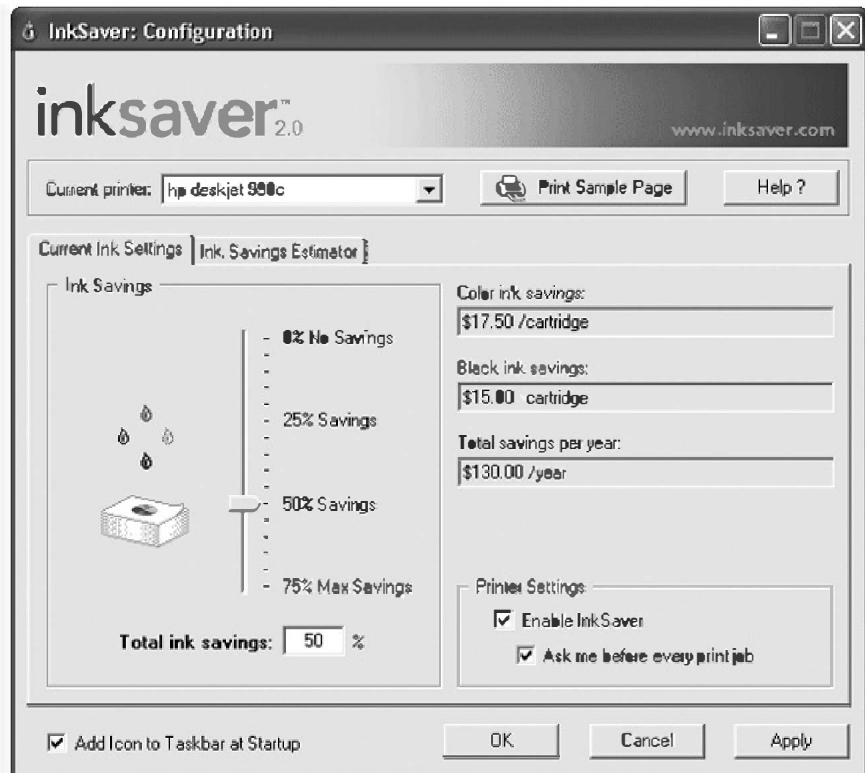 InkSaver: Configuration
inksaver™ 2.0
www.inksaver.com
Current printer: hp deskjet 990c Print Sample Page Help ?
Current Ink Settings Ink. Savings Estimator
Ink Savings
0% No Savings
25% Savings
50% Savings
75% Max Savings
Total ink savings: 50 %
Color ink savings:
$17.50 /cartridge
Black ink savings:
$15.00 cartridge
Total savings per year:
$130.00 /year
Printer Settings
Enable InkSaver
Ask me before every print job
Add Icon to Taskbar at Startup OK Cancel Apply